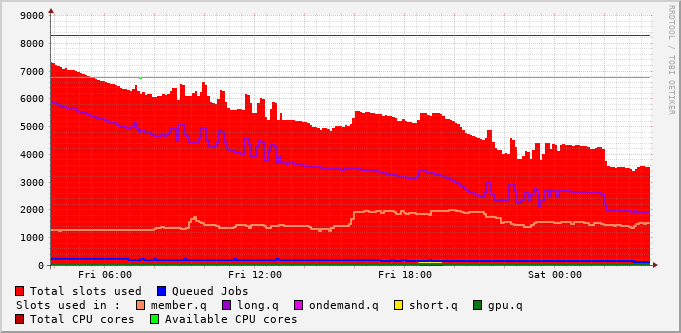 RRDTOOL / TOBI OETIKER
9000
8000
7000
6000
5000
4000
3000
2000
1000
0
Fri 06:00 Fri 12:00 Fri 18:00 Sat 00:00
Total slots used Queued Jobs
Slots used in : member.q long.q ondemand.q short.q gpu.q
Total CPU cores Available CPU cores